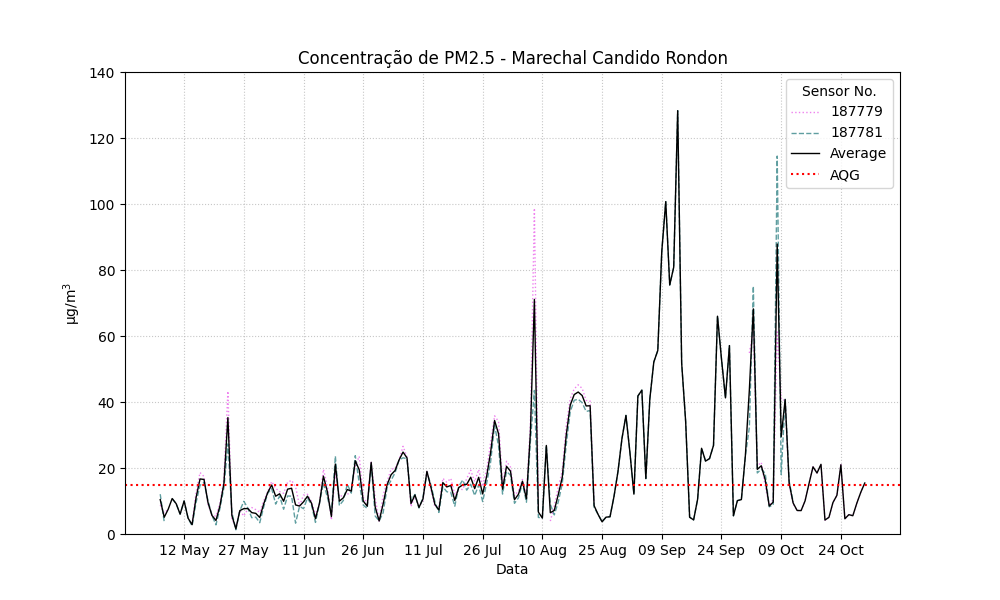 Concentração de PM2.5 - Marechal Candido Rondon
140
120
100
80
60
40
20
0
µg/m³
Sensor No.
187779
187781
Average
AQG
12 May 27 May 11 Jun 26 Jun 11 Jul 26 Jul 10 Aug 25 Aug 09 Sep 24 Sep 09 Oct 24 Oct
Data